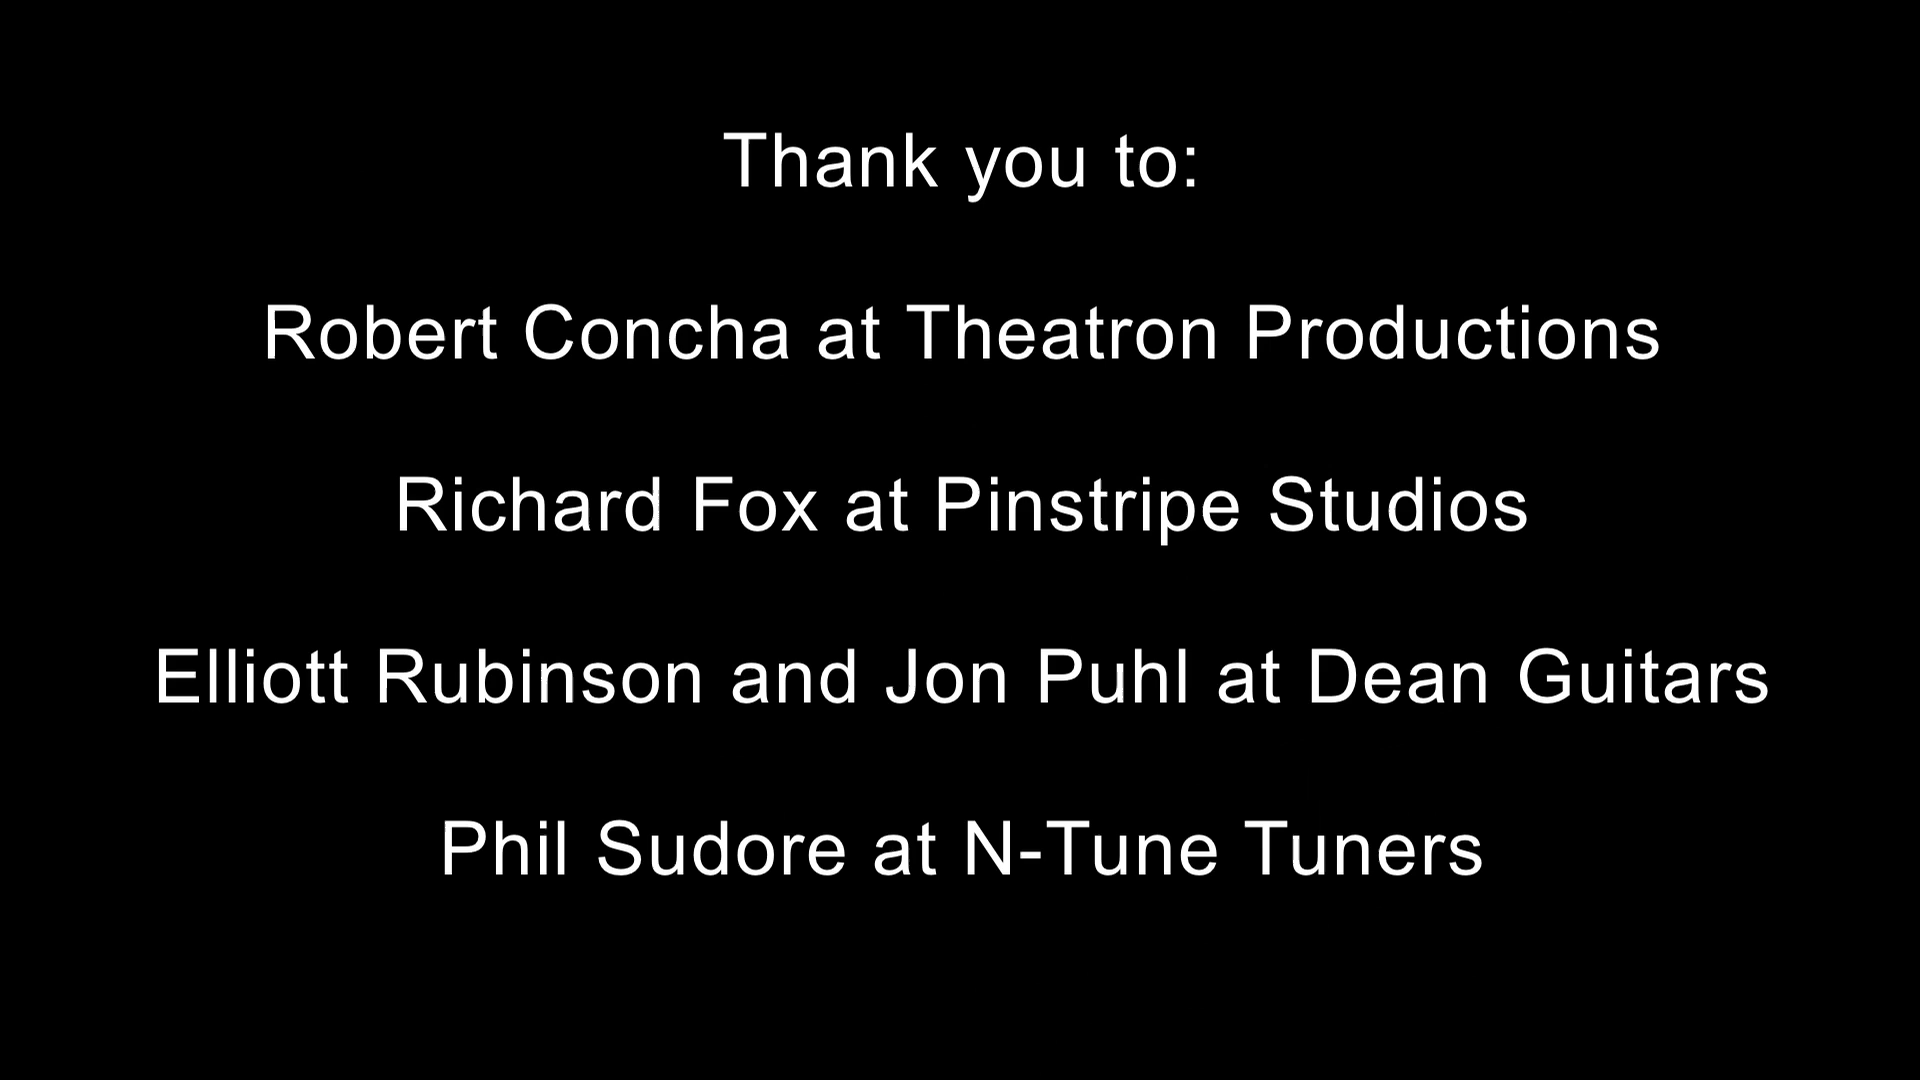 Thank you to:
Robert Concha at Theatron Productions
Richard Fox at Pinstripe Studios
Elliott Rubinson and Jon Puhl at Dean Guitars
Phil Sudore at N-Tune Tuners